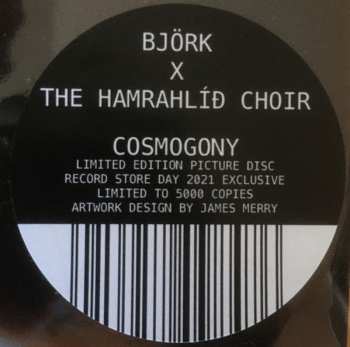 BJÖRK
X
THE HAMRAHLÍÐ CHOIR
COSMOGONY
LIMITED EDITION PICTURE DISC
RECORD STORE DAY 2021 EXCLUSIVE
LIMITED TO 5000 COPIES
ARTWORK DESIGN BY JAMES MERRY